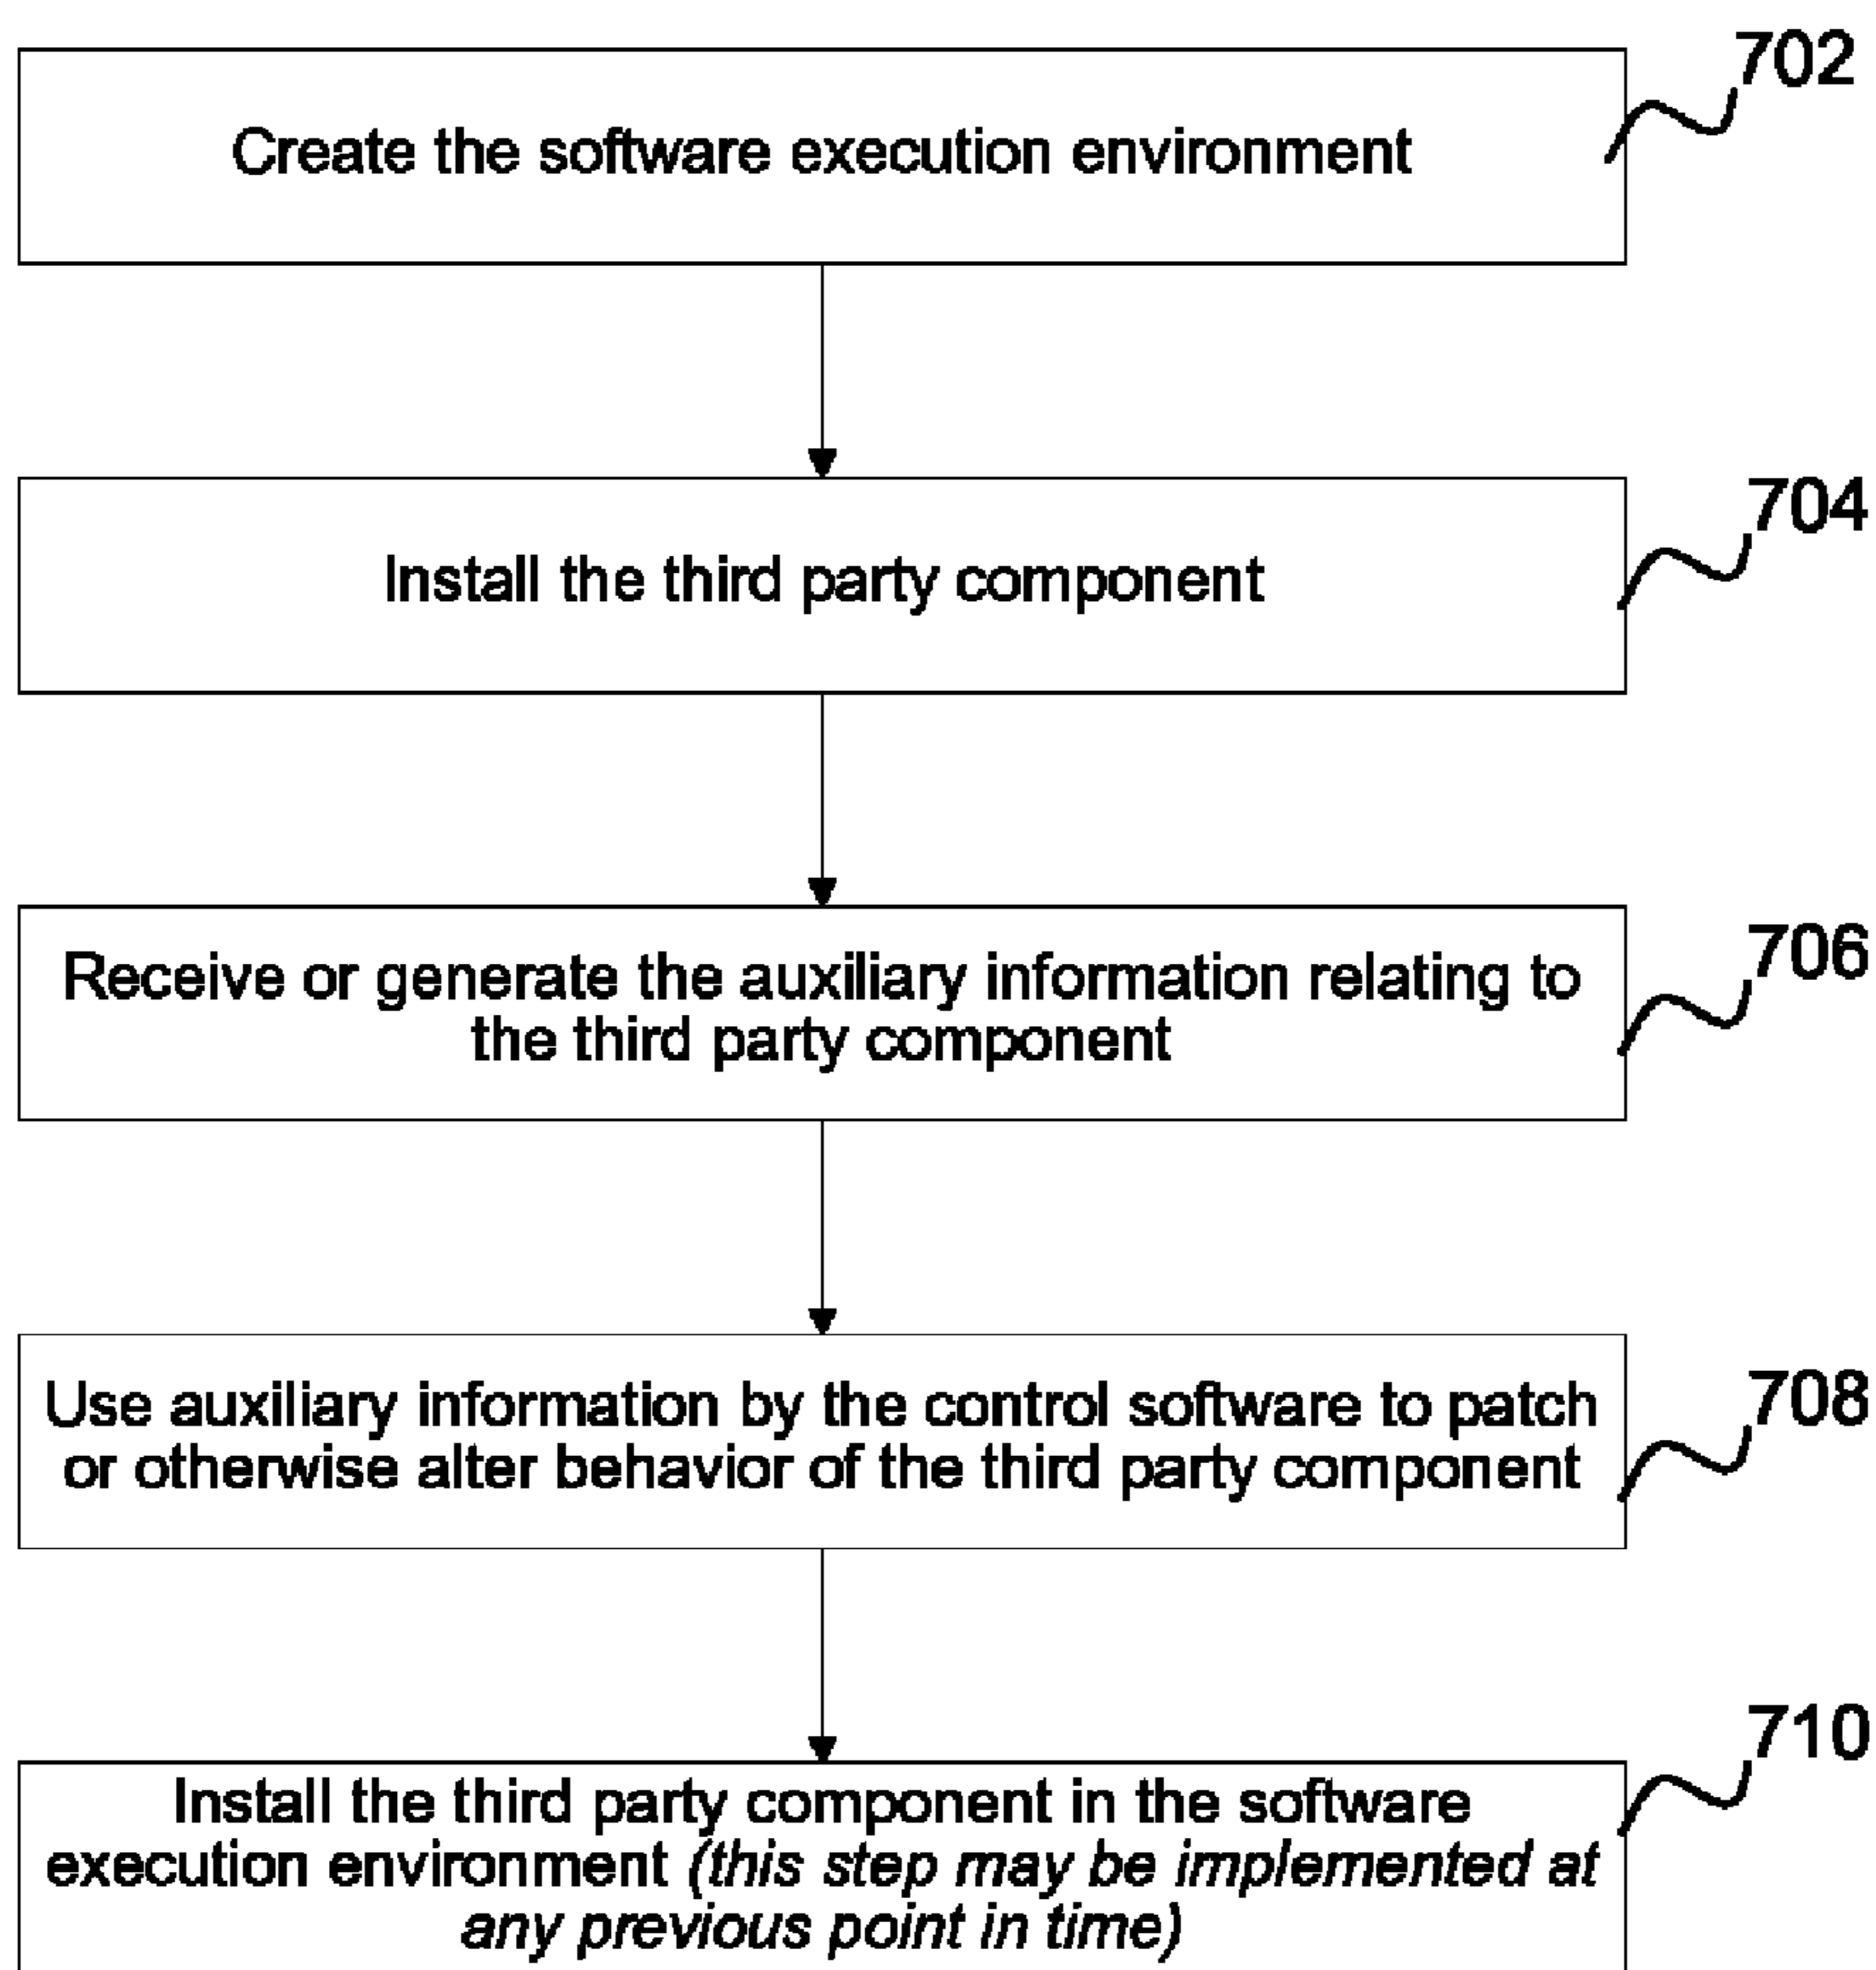 702
Create the software execution environment
704
Install the third party component
706
Receive or generate the auxiliary information relating to
the third party component
708
Use auxiliary information by the control software to patch
or otherwise alter behavior of the third party component
710
Install the third party component in the software
execution environment (this step may be implemented at
any previous point in time)